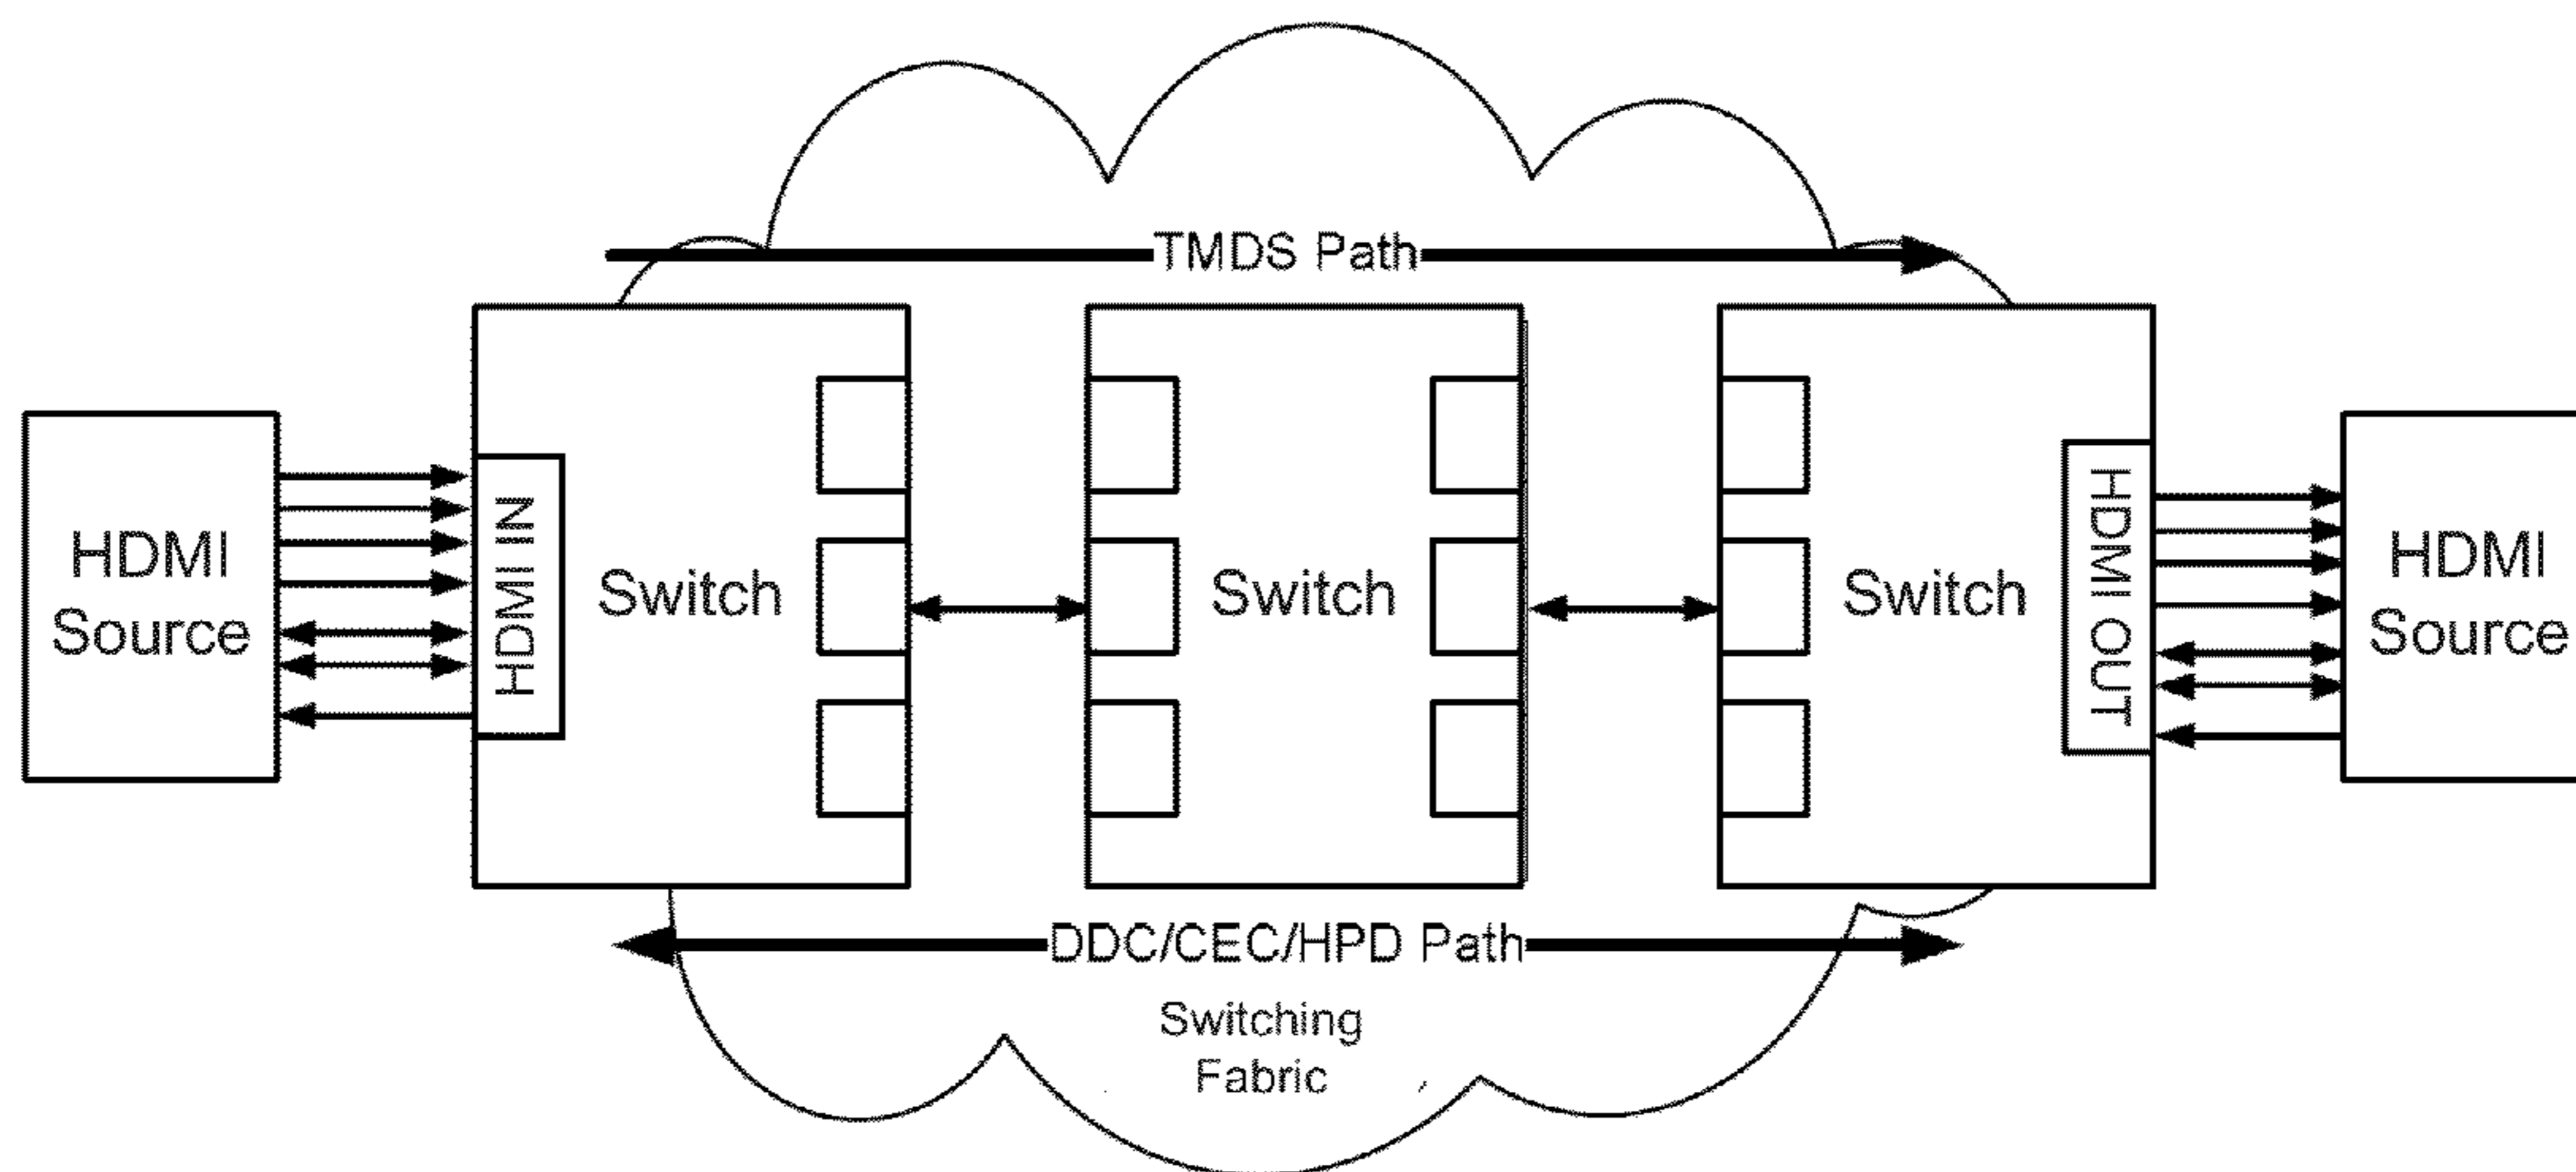 TMDS Path
HDMI
Source
HDMI IN
Switch
Switch
Switch
HDMI OUT
HDMI
Source
DDC/CEC/HPD Path
Switching
Fabric